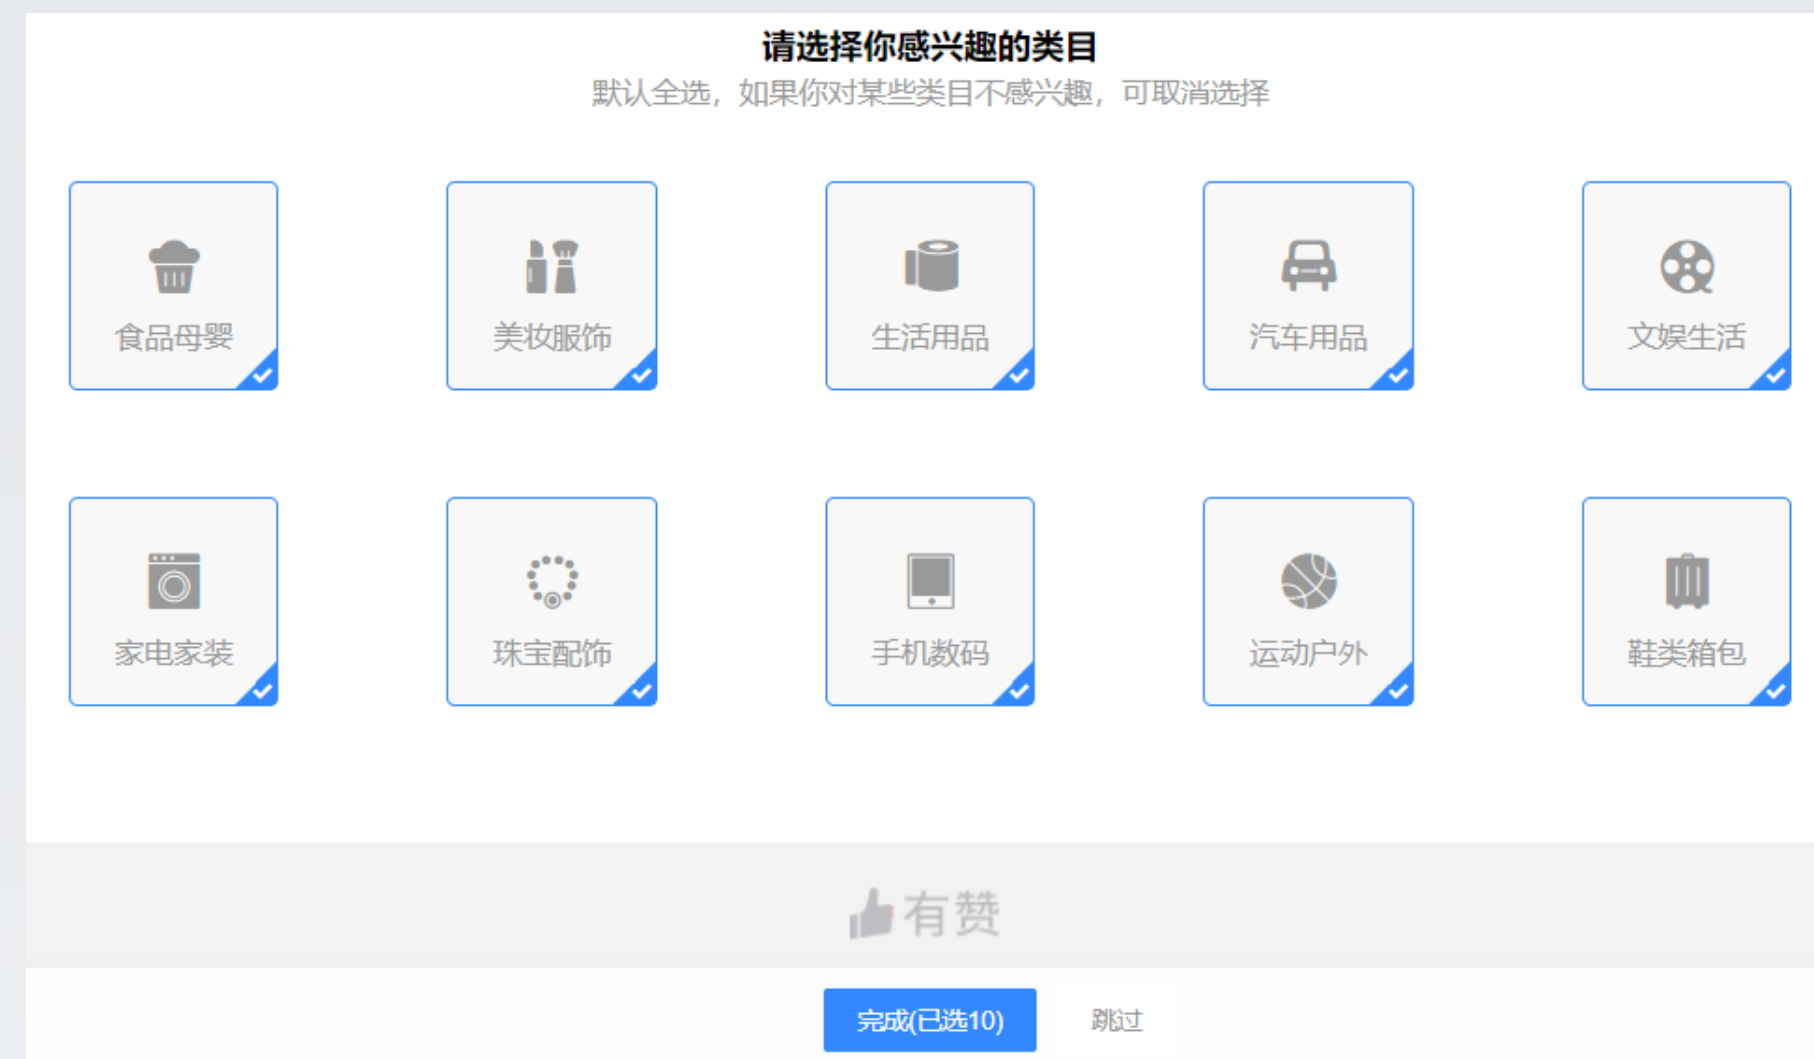 请选择你感兴趣的类目
默认全选，如果你对某些类目不感兴趣，可取消选择
食品母婴
美妆服饰
生活用品
汽车用品
文娱生活
家电家装
珠宝配饰
手机数码
运动户外
鞋类箱包
有赞
完成(已选10)
跳过